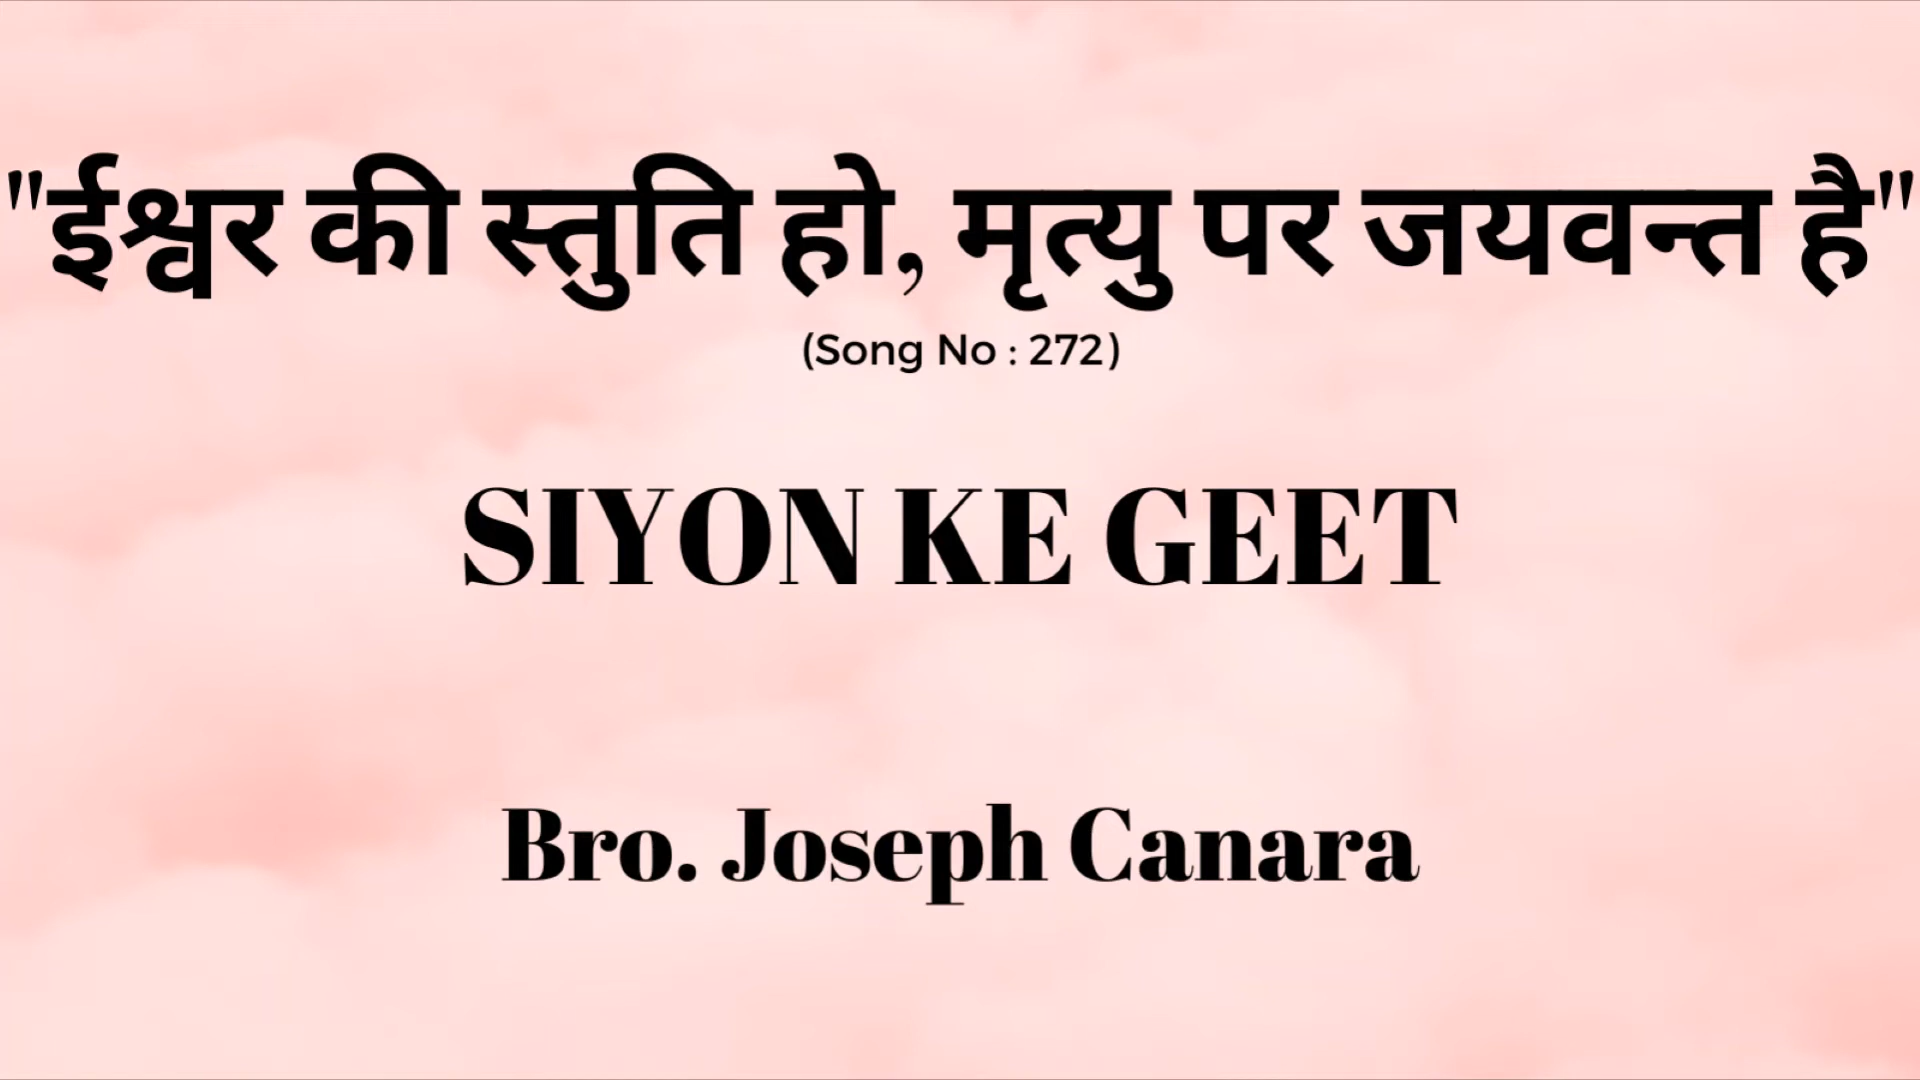 "ईश्वर की स्तुति हो, मृत्यु पर जयवन्त है"
(Song No : 272)
SIYON KE GEET
Bro. Joseph Canara